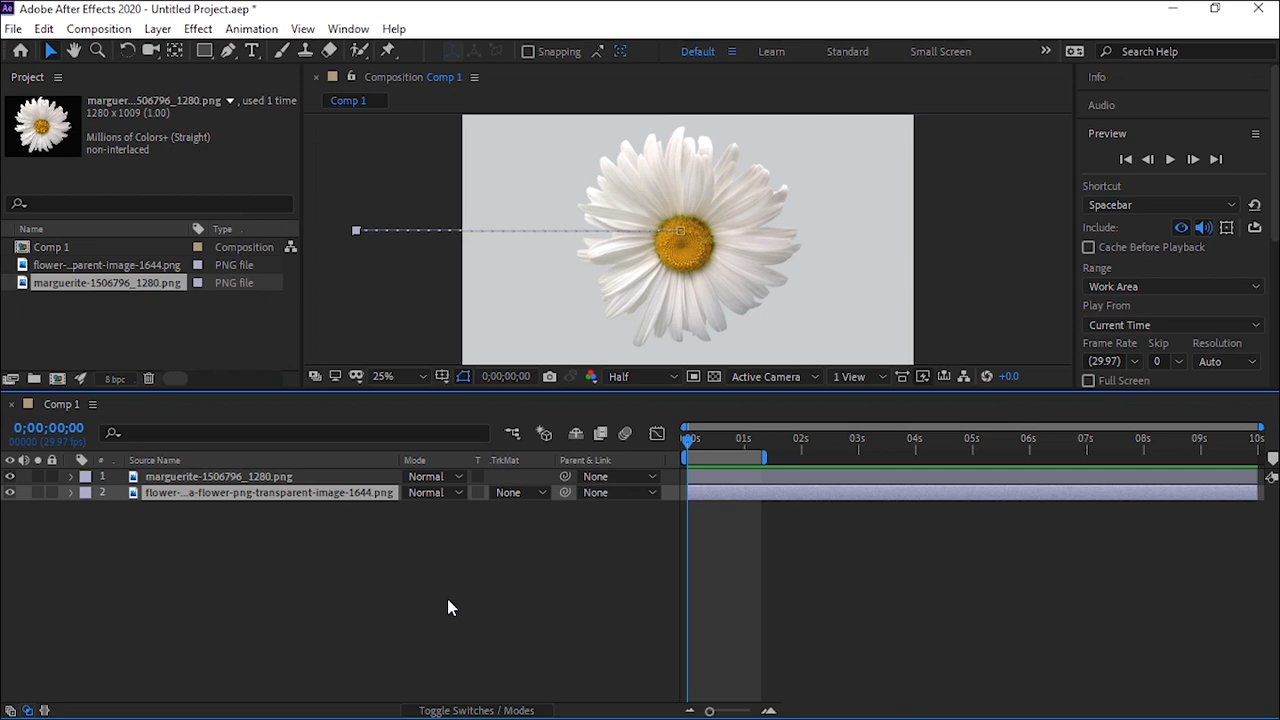 Ae Adobe After Effects 2020 - Untitled Project.aep *
File Edit Composition Layer Effect Animation View Window Help
Snapping Default Learn Standard Small Screen Search Help
Project
marguer...506796_1280.png, used 1 time
1280 x 1009 (1.00)
Millions of Colors+ (Straight)
non-interlaced
Name Type
Comp 1 Composition
flower-...parent-image-1644.png PNG file
marguerite-1506796_1280.png PNG file
8 bpc
Composition Comp 1
Comp 1
25% 0;00;00;00 Half Active Camera 1 View +0.0
Info
Audio
Preview
Shortcut
Spacebar
Include:
Cache Before Playback
Range
Work Area
Play From
Current Time
Frame Rate Skip Resolution
(29.97) 0 Auto
Full Screen
Comp 1
0;00;00;00
00000 (29.97 fps)
00s 01s 02s 03s 04s 05s 06s 07s 08s 09s 10s
# Source Name Mode T TrkMat Parent & Link
1 marguerite-1506796_1280.png Normal None
2 flower-...a-flower-png-transparent-image-1644.png Normal None None
Toggle Switches / Modes